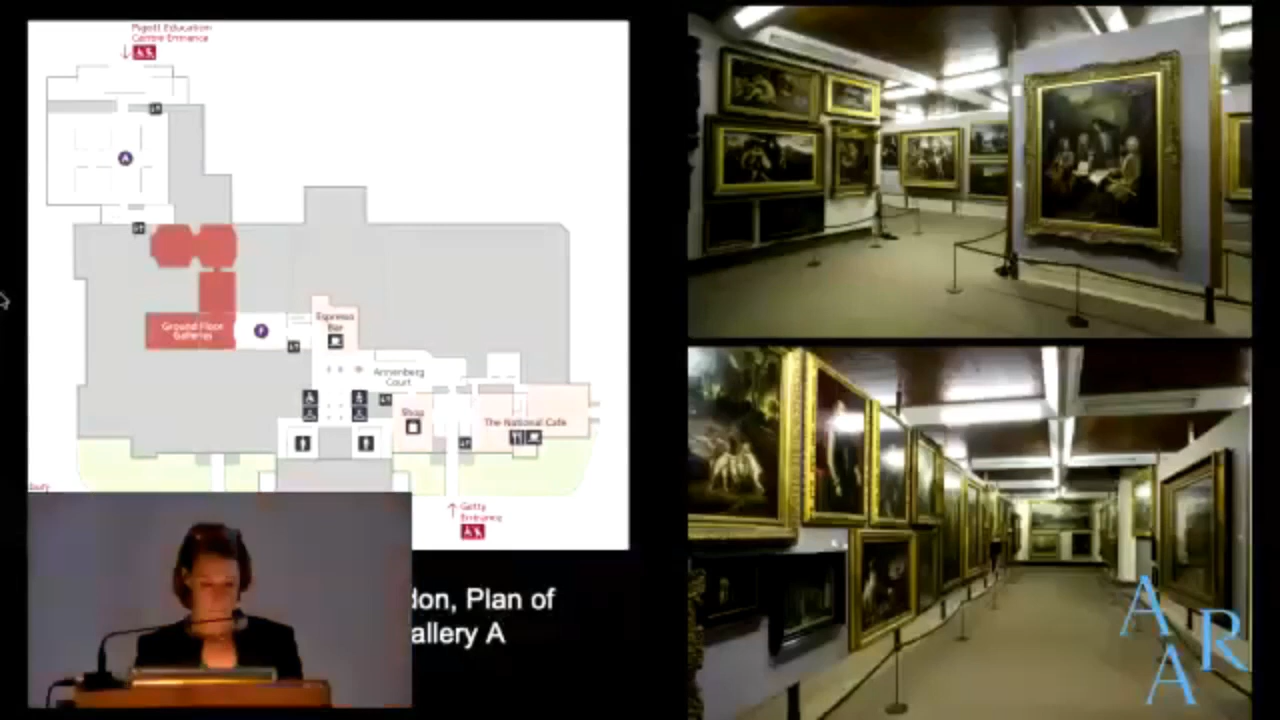 Pigott Education
Centre Entrance
A
Ground Floor
Galleries
F
Espresso
Bar
Annenberg
Court
Shop
The National Cafe
Getty
Entrance
don, Plan of
allery A
A
R
A